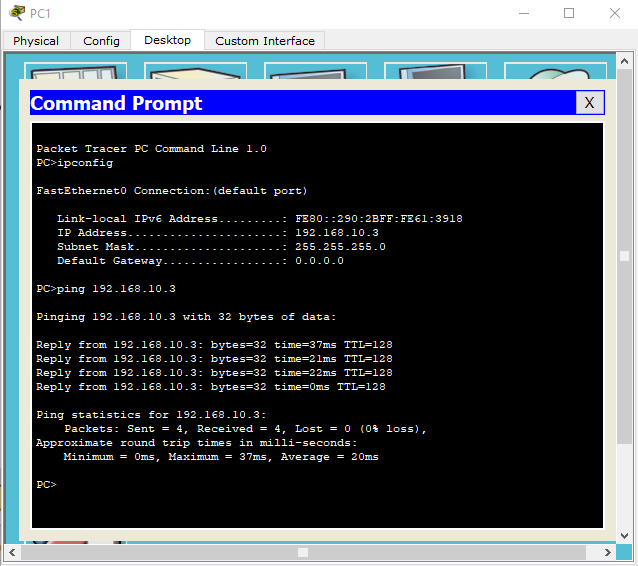 PC1
Physical Config Desktop Custom Interface
Command Prompt X
Packet Tracer PC Command Line 1.0
PC>ipconfig
FastEthernet0 Connection:(default port)
Link-local IPv6 Address.........: FE80::290:2BFF:FE61:3918
IP Address......................: 192.168.10.3
Subnet Mask.....................: 255.255.255.0
Default Gateway.................: 0.0.0.0
PC>ping 192.168.10.3
Pinging 192.168.10.3 with 32 bytes of data:
Reply from 192.168.10.3: bytes=32 time=37ms TTL=128
Reply from 192.168.10.3: bytes=32 time=21ms TTL=128
Reply from 192.168.10.3: bytes=32 time=22ms TTL=128
Reply from 192.168.10.3: bytes=32 time=0ms TTL=128
Ping statistics for 192.168.10.3:
Packets: Sent = 4, Received = 4, Lost = 0 (0% loss),
Approximate round trip times in milli-seconds:
Minimum = 0ms, Maximum = 37ms, Average = 20ms
PC>